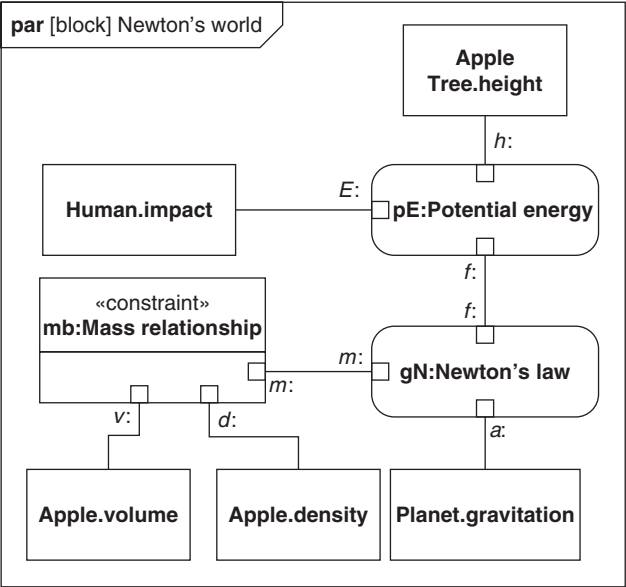 par [block] Newton's world
Apple
Tree.height
h:
Human.impact
E:
pE:Potential energy
f:
f:
«constraint»
mb:Mass relationship
m:
m:
gN:Newton's law
v:
d:
a:
Apple.volume
Apple.density
Planet.gravitation